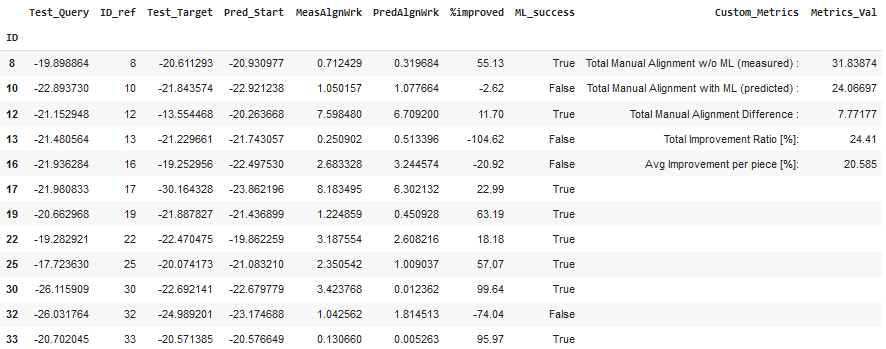 Test_Query ID_ref Test_Target Pred_Start MeasAlgnWrk PredAlgnWrk %improved ML_success Custom_Metrics Metrics_Val
ID
8 -19.898864 8 -20.611293 -20.930977 0.712429 0.319684 55.13 True Total Manual Alignment w/o ML (measured) : 31.83874
10 -22.893730 10 -21.843574 -22.921238 1.050157 1.077664 -2.62 False Total Manual Alignment with ML (predicted) : 24.06697
12 -21.152948 12 -13.554468 -20.263668 7.598480 6.709200 11.70 True Total Manual Alignment Difference : 7.77177
13 -21.480564 13 -21.229661 -21.743057 0.250902 0.513396 -104.62 False Total Improvement Ratio [%]: 24.41
16 -21.936284 16 -19.252956 -22.497530 2.683328 3.244574 -20.92 False Avg Improvement per piece [%]: 20.585
17 -21.980833 17 -30.164328 -23.862196 8.183495 6.302132 22.99 True
19 -20.662968 19 -21.887827 -21.436899 1.224859 0.450928 63.19 True
22 -19.282921 22 -22.470475 -19.862259 3.187554 2.608216 18.18 True
25 -17.723630 25 -20.074173 -21.083210 2.350542 1.009037 57.07 True
30 -26.115909 30 -22.692141 -22.679779 3.423768 0.012362 99.64 True
32 -26.031764 32 -24.989201 -23.174688 1.042562 1.814513 -74.04 False
33 -20.702045 33 -20.571385 -20.576649 0.130660 0.005263 95.97 True